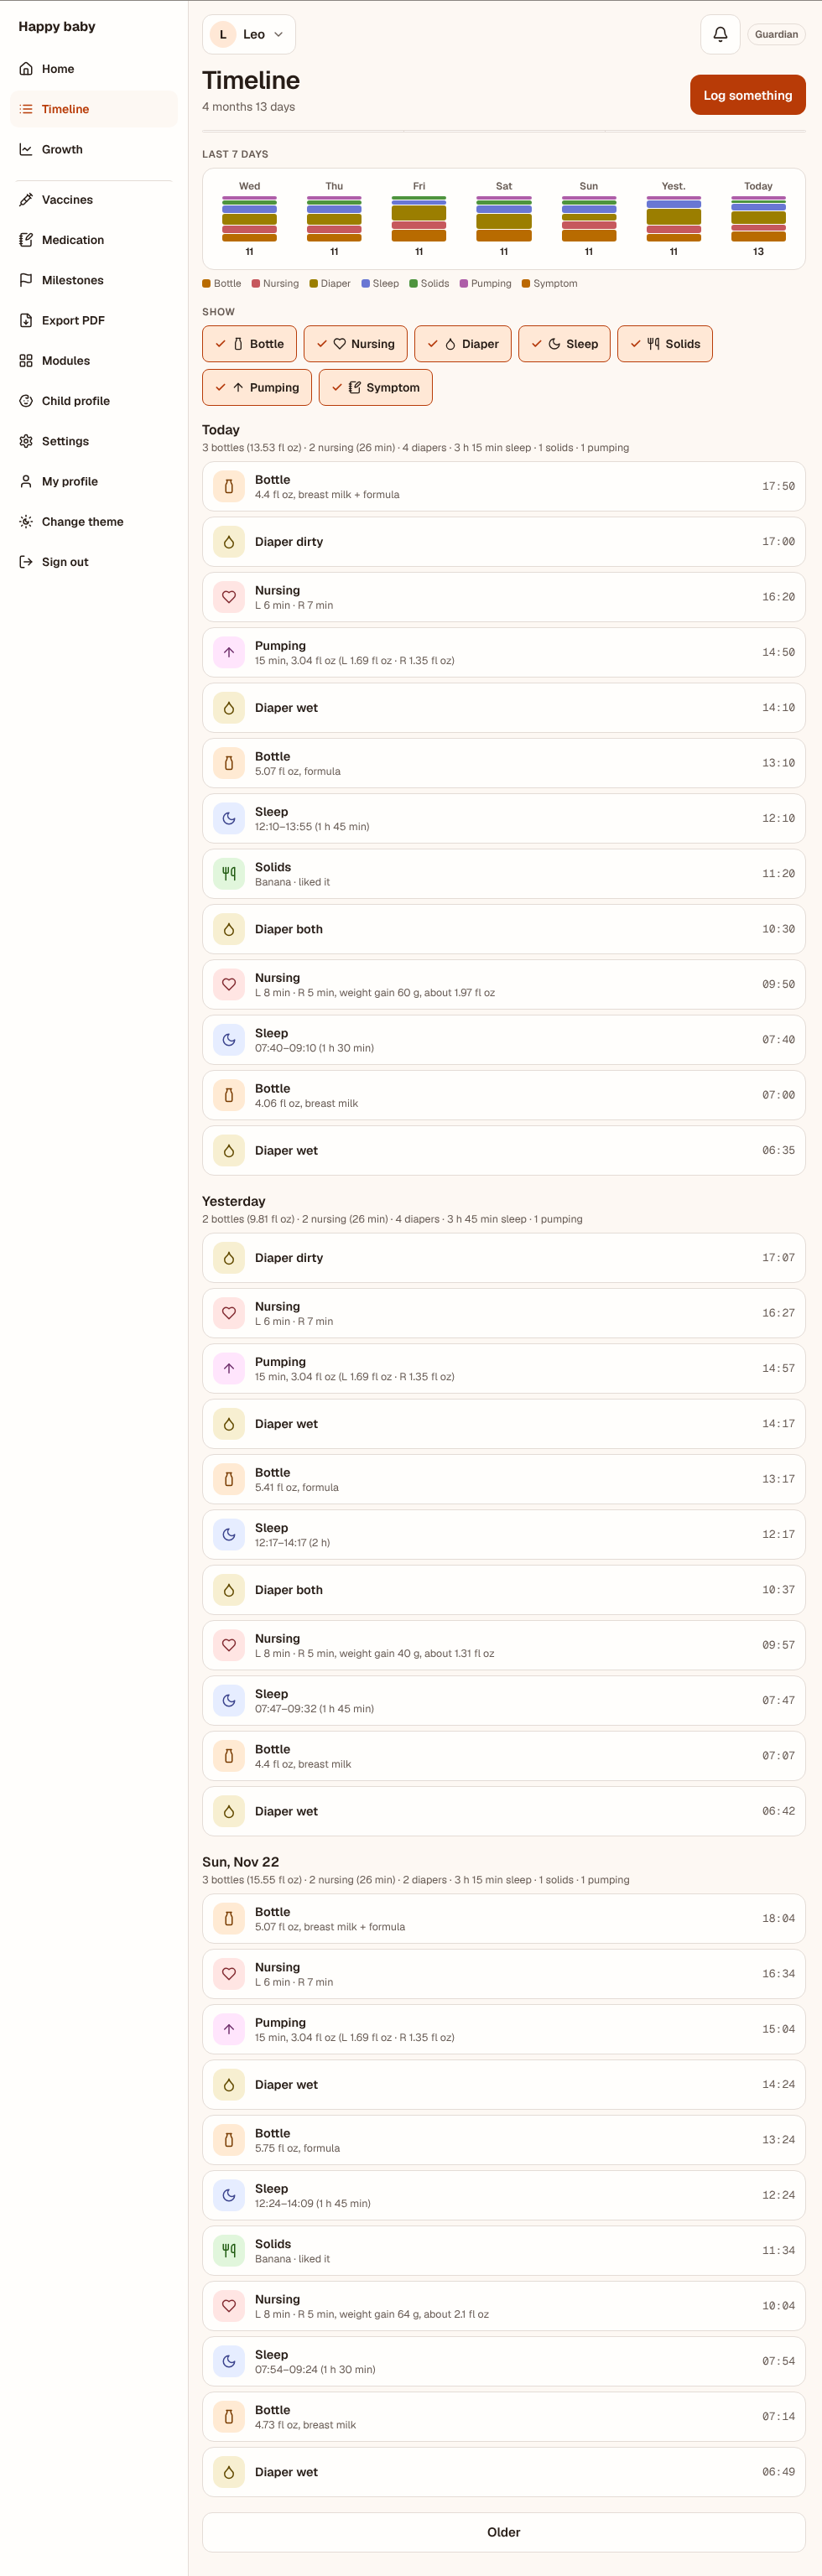 Happy baby
Home
Timeline
Growth
Vaccines
Medication
Milestones
Export PDF
Modules
Child profile
Settings
My profile
Change theme
Sign out
L Leo
Guardian
Timeline
4 months 13 days
Log something
LAST 7 DAYS
Wed Thu Fri Sat Sun Yest. Today
11 11 11 11 11 11 13
Bottle Nursing Diaper Sleep Solids Pumping Symptom
SHOW
Bottle Nursing Diaper Sleep Solids
Pumping Symptom
Today
3 bottles (13.53 fl oz) · 2 nursing (26 min) · 4 diapers · 3 h 15 min sleep · 1 solids · 1 pumping
Bottle 17:50
4.4 fl oz, breast milk + formula
Diaper dirty 17:00
Nursing 16:20
L 6 min · R 7 min
Pumping 14:50
15 min, 3.04 fl oz (L 1.69 fl oz · R 1.35 fl oz)
Diaper wet 14:10
Bottle 13:10
5.07 fl oz, formula
Sleep 12:10
12:10–13:55 (1 h 45 min)
Solids 11:20
Banana · liked it
Diaper both 10:30
Nursing 09:50
L 8 min · R 5 min, weight gain 60 g, about 1.97 fl oz
Sleep 07:40
07:40–09:10 (1 h 30 min)
Bottle 07:00
4.06 fl oz, breast milk
Diaper wet 06:35
Yesterday
2 bottles (9.81 fl oz) · 2 nursing (26 min) · 4 diapers · 3 h 45 min sleep · 1 pumping
Diaper dirty 17:07
Nursing 16:27
L 6 min · R 7 min
Pumping 14:57
15 min, 3.04 fl oz (L 1.69 fl oz · R 1.35 fl oz)
Diaper wet 14:17
Bottle 13:17
5.41 fl oz, formula
Sleep 12:17
12:17–14:17 (2 h)
Diaper both 10:37
Nursing 09:57
L 8 min · R 5 min, weight gain 40 g, about 1.31 fl oz
Sleep 07:47
07:47–09:32 (1 h 45 min)
Bottle 07:07
4.4 fl oz, breast milk
Diaper wet 06:42
Sun, Nov 22
3 bottles (15.55 fl oz) · 2 nursing (26 min) · 2 diapers · 3 h 15 min sleep · 1 solids · 1 pumping
Bottle 18:04
5.07 fl oz, breast milk + formula
Nursing 16:34
L 6 min · R 7 min
Pumping 15:04
15 min, 3.04 fl oz (L 1.69 fl oz · R 1.35 fl oz)
Diaper wet 14:24
Bottle 13:24
5.75 fl oz, formula
Sleep 12:24
12:24–14:09 (1 h 45 min)
Solids 11:34
Banana · liked it
Nursing 10:04
L 8 min · R 5 min, weight gain 64 g, about 2.1 fl oz
Sleep 07:54
07:54–09:24 (1 h 30 min)
Bottle 07:14
4.73 fl oz, breast milk
Diaper wet 06:49
Older